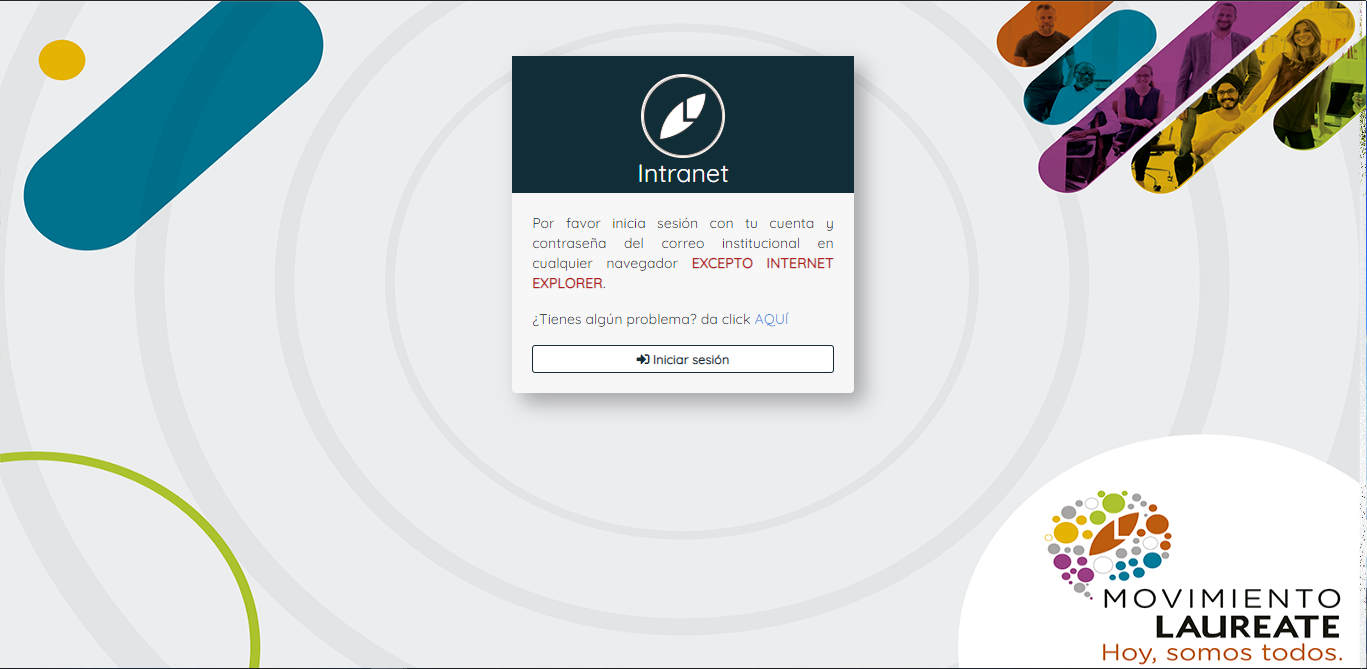 Intranet
Por favor inicia sesión con tu cuenta y
contraseña del correo institucional en
cualquier navegador EXCEPTO INTERNET
EXPLORER.
¿Tienes algún problema? da click AQUÍ
Iniciar sesión
MOVIMIENTO
LAUREATE
Hoy, somos todos.